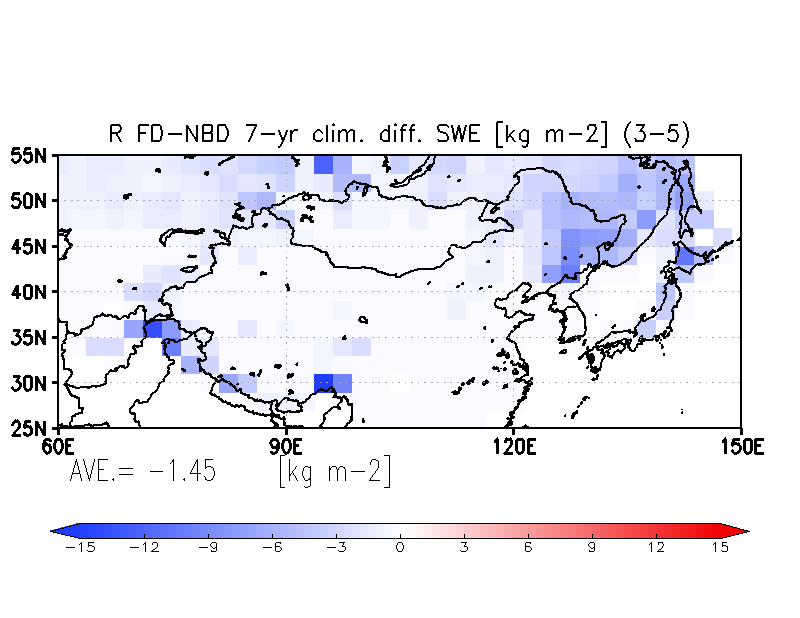 R FD-NBD 7-yr clim. diff. SWE [kg m-2] (3-5)
55N
50N
45N
40N
35N
30N
25N
60E 90E 120E 150E
AVE.= -1.45 [kg m-2]
-15 -12 -9 -6 -3 0 3 6 9 12 15